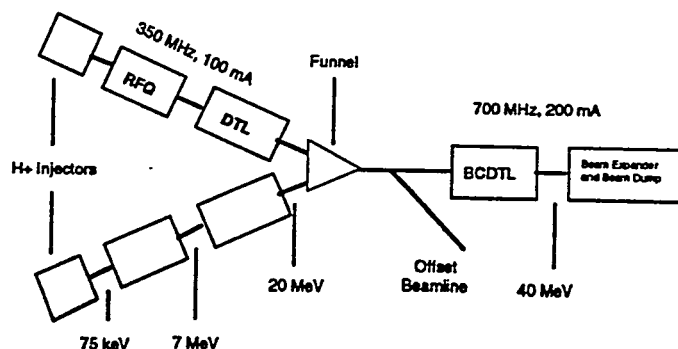 350 MHz, 100 mA
Funnel
RFQ
DTL
700 MHz, 200 mA
H+ Injectors
BCDTL
Beam Expander
and Beam Dump
20 MeV
Offset
Beamline
40 MeV
75 keV
7 MeV